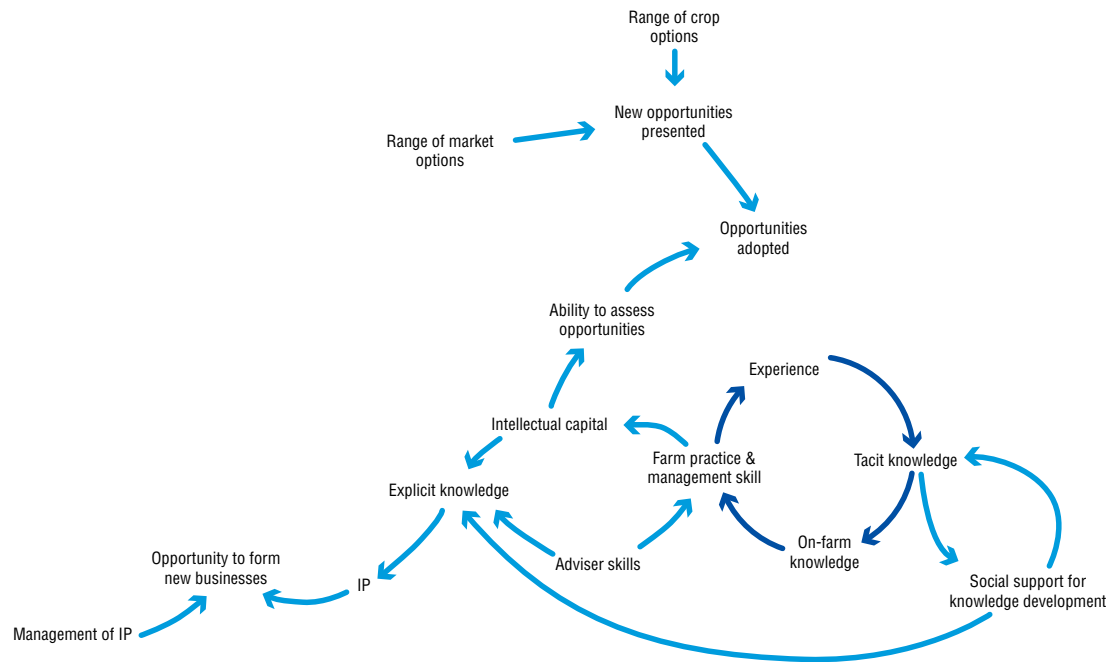 Range of crop
options
New opportunities
presented
Range of market
options
Opportunities
adopted
Ability to assess
opportunities
Experience
Intellectual capital
Farm practice &
management skill
Tacit knowledge
Explicit knowledge
On-farm
knowledge
Adviser skills
Opportunity to form
new businesses
IP
Social support for
knowledge development
Management of IP